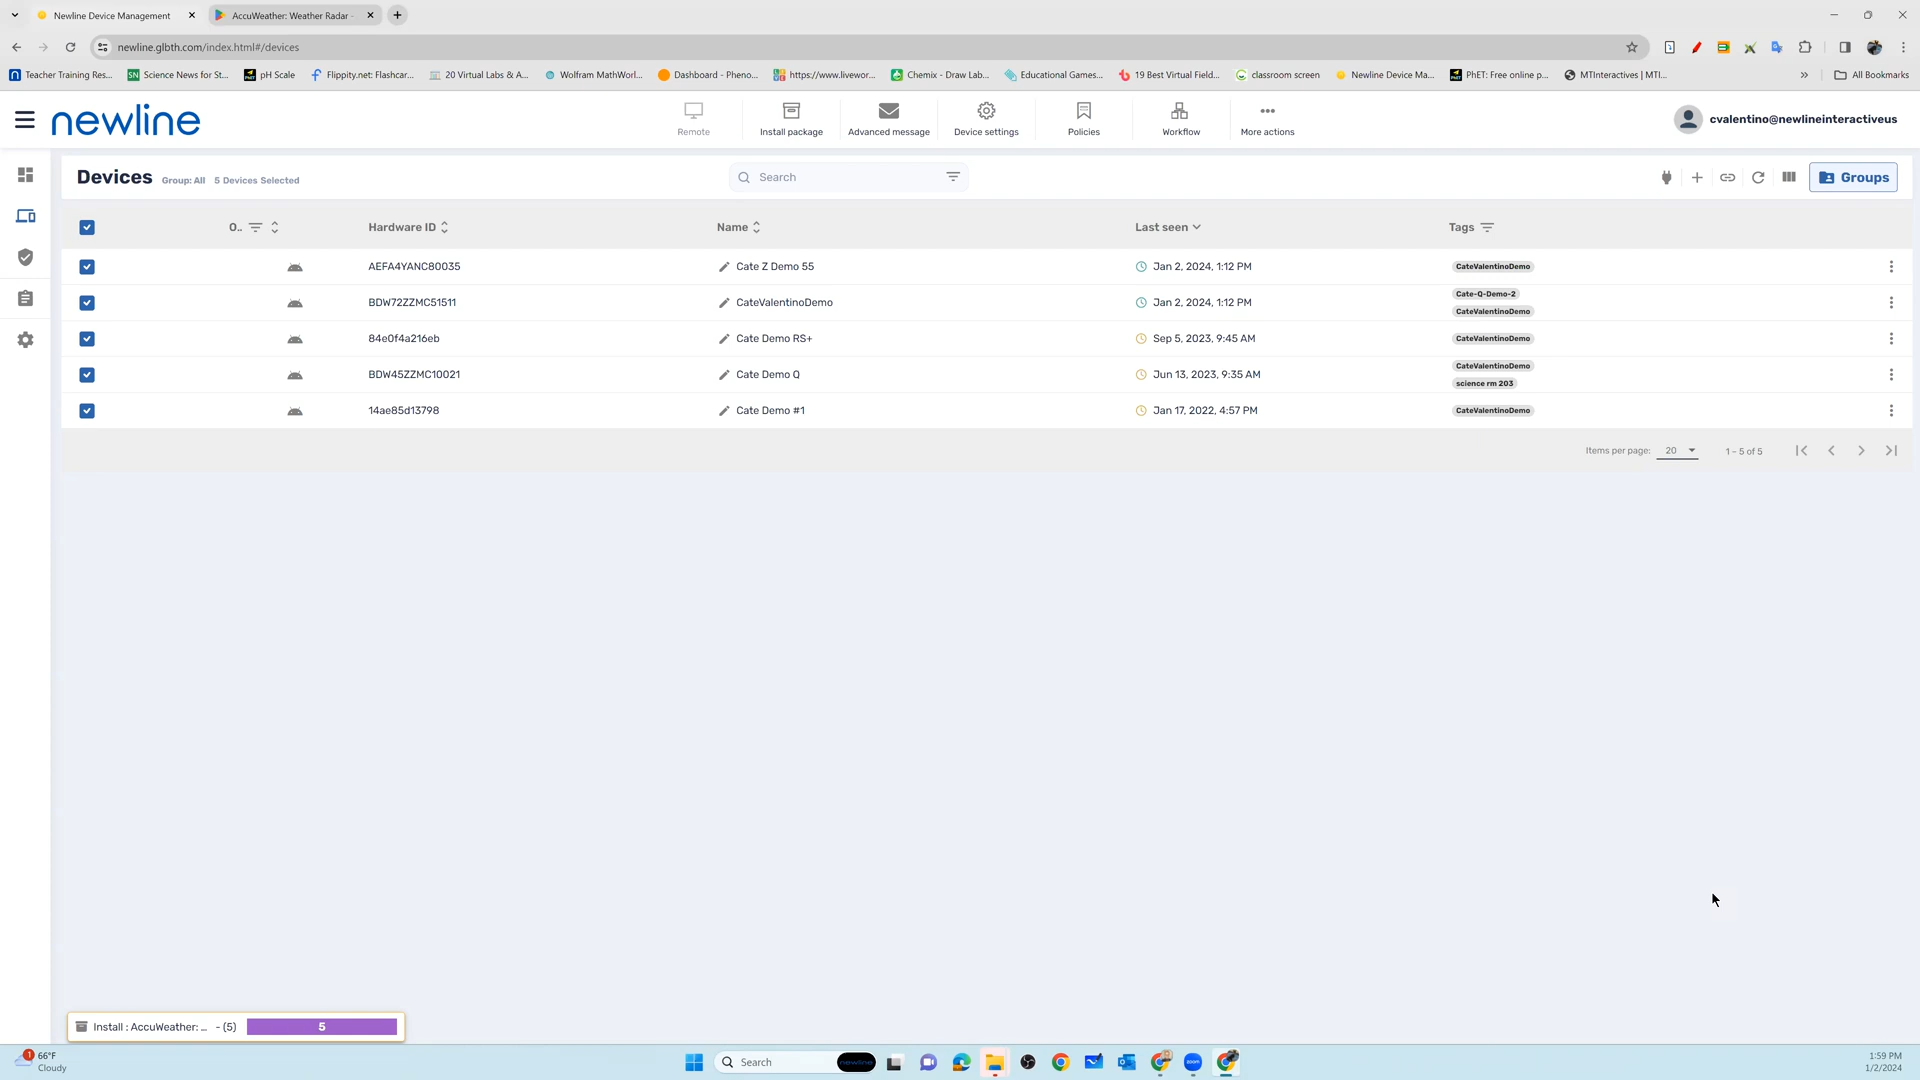 Newline Device Management
AccuWeather: Weather Radar -
newline.glbth.com/index.html#/devices
Teacher Training Res...
Science News for St...
pH Scale
Flippity.net: Flashcar...
20 Virtual Labs & A...
Wolfram MathWorl...
Dashboard - Pheno...
https://www.livewor...
Chemix - Draw Lab...
Educational Games...
19 Best Virtual Field...
classroom screen
Newline Device Ma...
PhET: Free online p...
MTInteractives | MTI...
»
All Bookmarks
newline
Remote
Install package
Advanced message
Device settings
Policies
Workflow
More actions
cvalentino@newlineinteractiveus
Devices Group: All 5 Devices Selected
Search
Groups
O..
Hardware ID
Name
Last seen
Tags
AEFA4YANC80035 Cate Z Demo 55 Jan 2, 2024, 1:12 PM CateValentinoDemo
BDW72ZZMC51511 CateValentinoDemo Jan 2, 2024, 1:12 PM Cate-Q-Demo-2
CateValentinoDemo
84e0f4a216eb Cate Demo RS+ Sep 5, 2023, 9:45 AM CateValentinoDemo
BDW45ZZMC10021 Cate Demo Q Jun 13, 2023, 9:35 AM CateValentinoDemo
science rm 203
14ae85d13798 Cate Demo #1 Jan 17, 2022, 4:57 PM CateValentinoDemo
Items per page: 20 1 – 5 of 5
Install : AccuWeather: ... - (5) 5
1
66°F
Cloudy
Search
newline
zoom
1:59 PM
1/2/2024